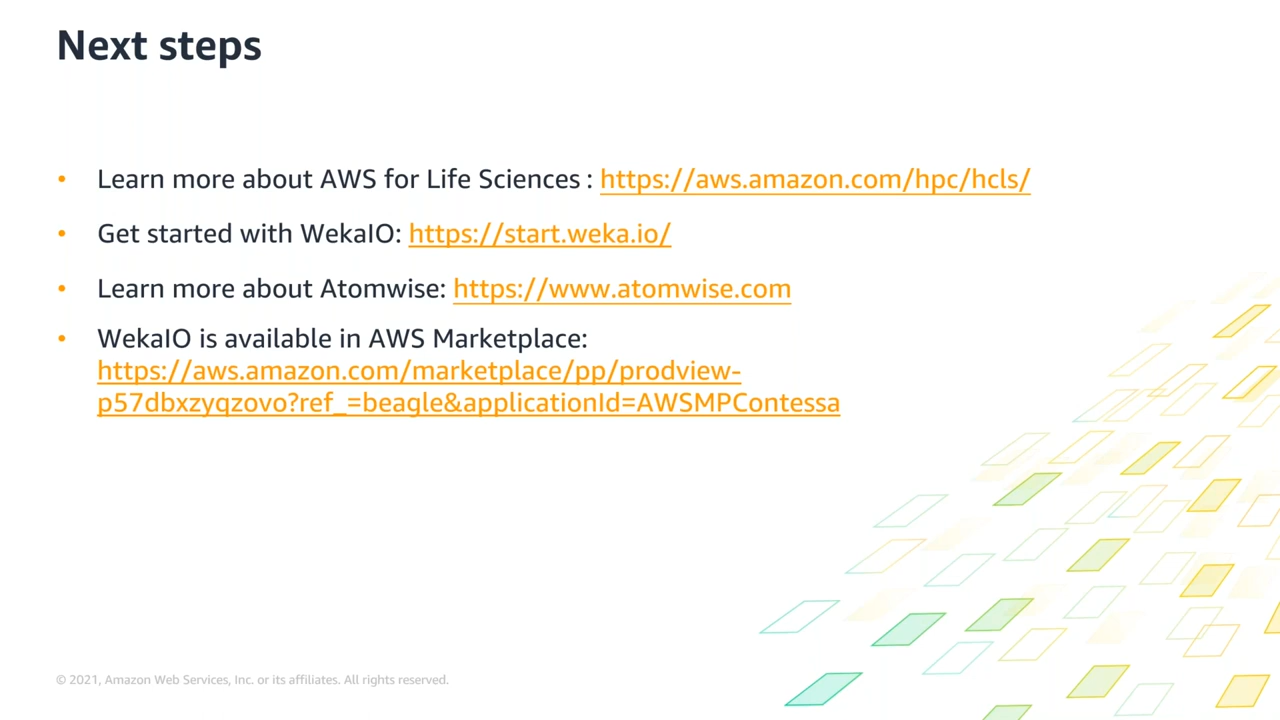 Next steps
• Learn more about AWS for Life Sciences : https://aws.amazon.com/hpc/hcls/
• Get started with WekaIO: https://start.weka.io/
• Learn more about Atomwise: https://www.atomwise.com
• WekaIO is available in AWS Marketplace:
https://aws.amazon.com/marketplace/pp/prodview-
p57dbxzyqzovo?ref_=beagle&applicationId=AWSMPContessa
© 2021, Amazon Web Services, Inc. or its affiliates. All rights reserved.